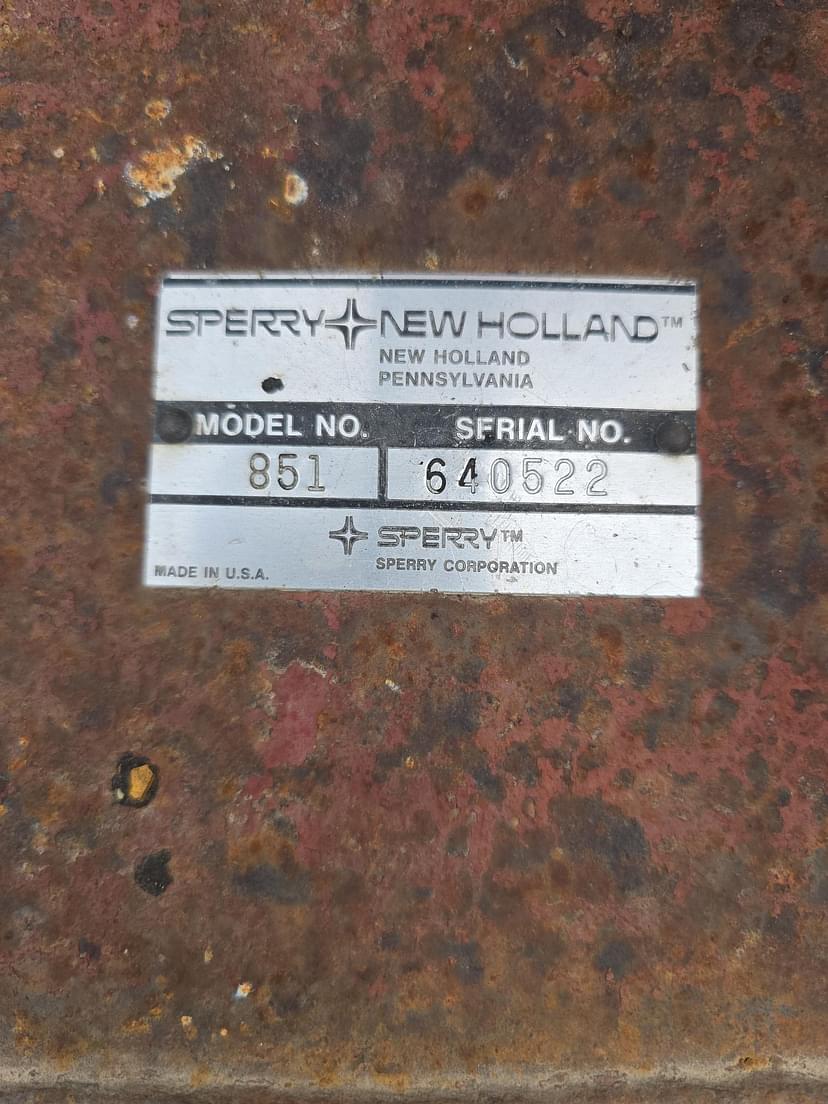 SPERRY NEW HOLLAND™
NEW HOLLAND
PENNSYLVANIA
MODEL NO. SERIAL NO.
851 640522
SPERRY™
SPERRY CORPORATION
MADE IN U.S.A.